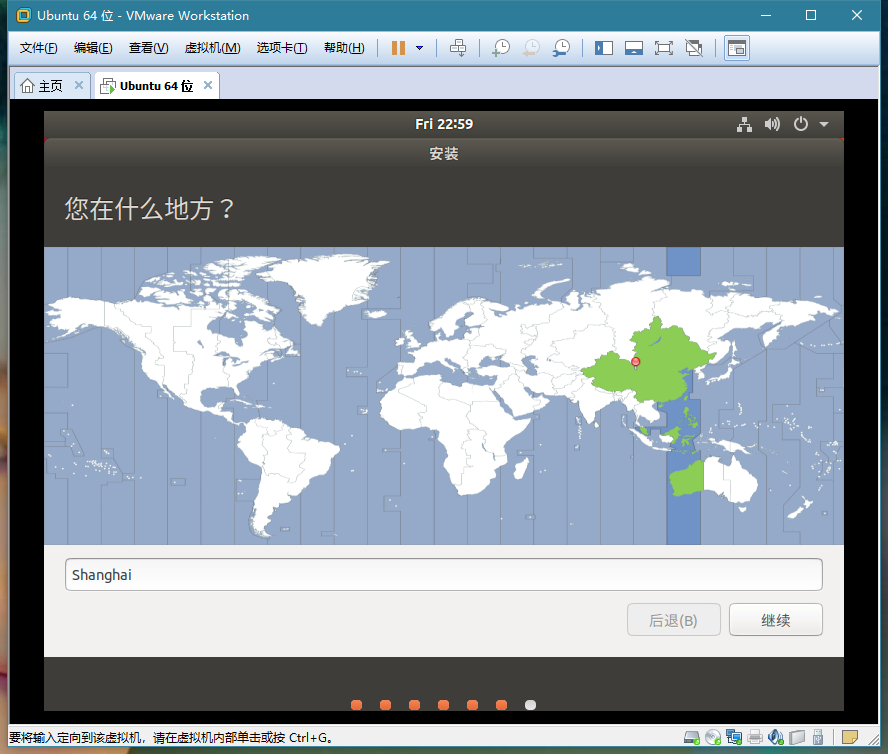 Ubuntu 64 位 - VMware Workstation
文件(F) 编辑(E) 查看(V) 虚拟机(M) 选项卡(T) 帮助(H)
主页 Ubuntu 64 位
Fri 22:59
安装
您在什么地方？
Shanghai
后退(B) 继续
要将输入定向到该虚拟机，请在虚拟机内部单击或按 Ctrl+G。